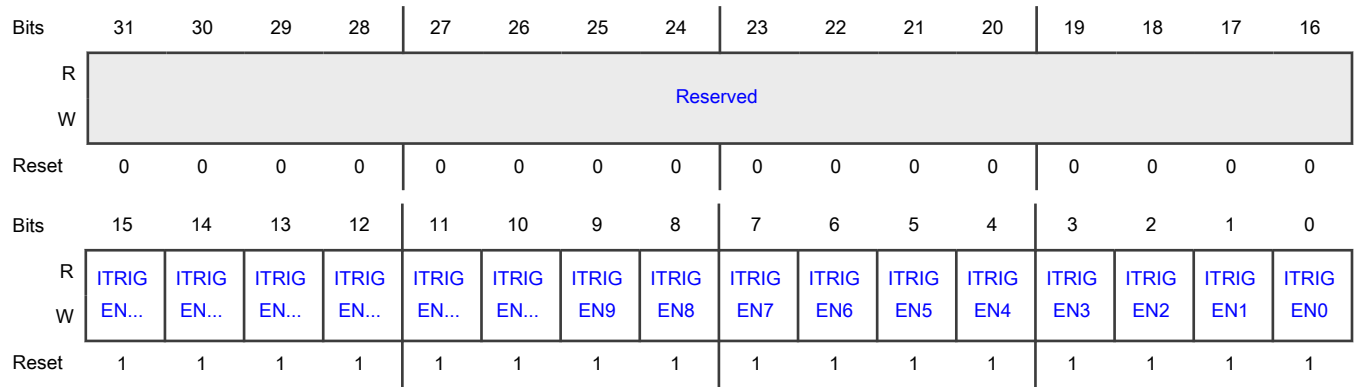 Bits 31 30 29 28 27 26 25 24 23 22 21 20 19 18 17 16
R
Reserved
W
Reset 0 0 0 0 0 0 0 0 0 0 0 0 0 0 0 0
Bits 15 14 13 12 11 10 9 8 7 6 5 4 3 2 1 0
R ITRIG ITRIG ITRIG ITRIG ITRIG ITRIG ITRIG ITRIG ITRIG ITRIG ITRIG ITRIG ITRIG ITRIG ITRIG ITRIG
W EN... EN... EN... EN... EN... EN... EN9 EN8 EN7 EN6 EN5 EN4 EN3 EN2 EN1 EN0
Reset 1 1 1 1 1 1 1 1 1 1 1 1 1 1 1 1